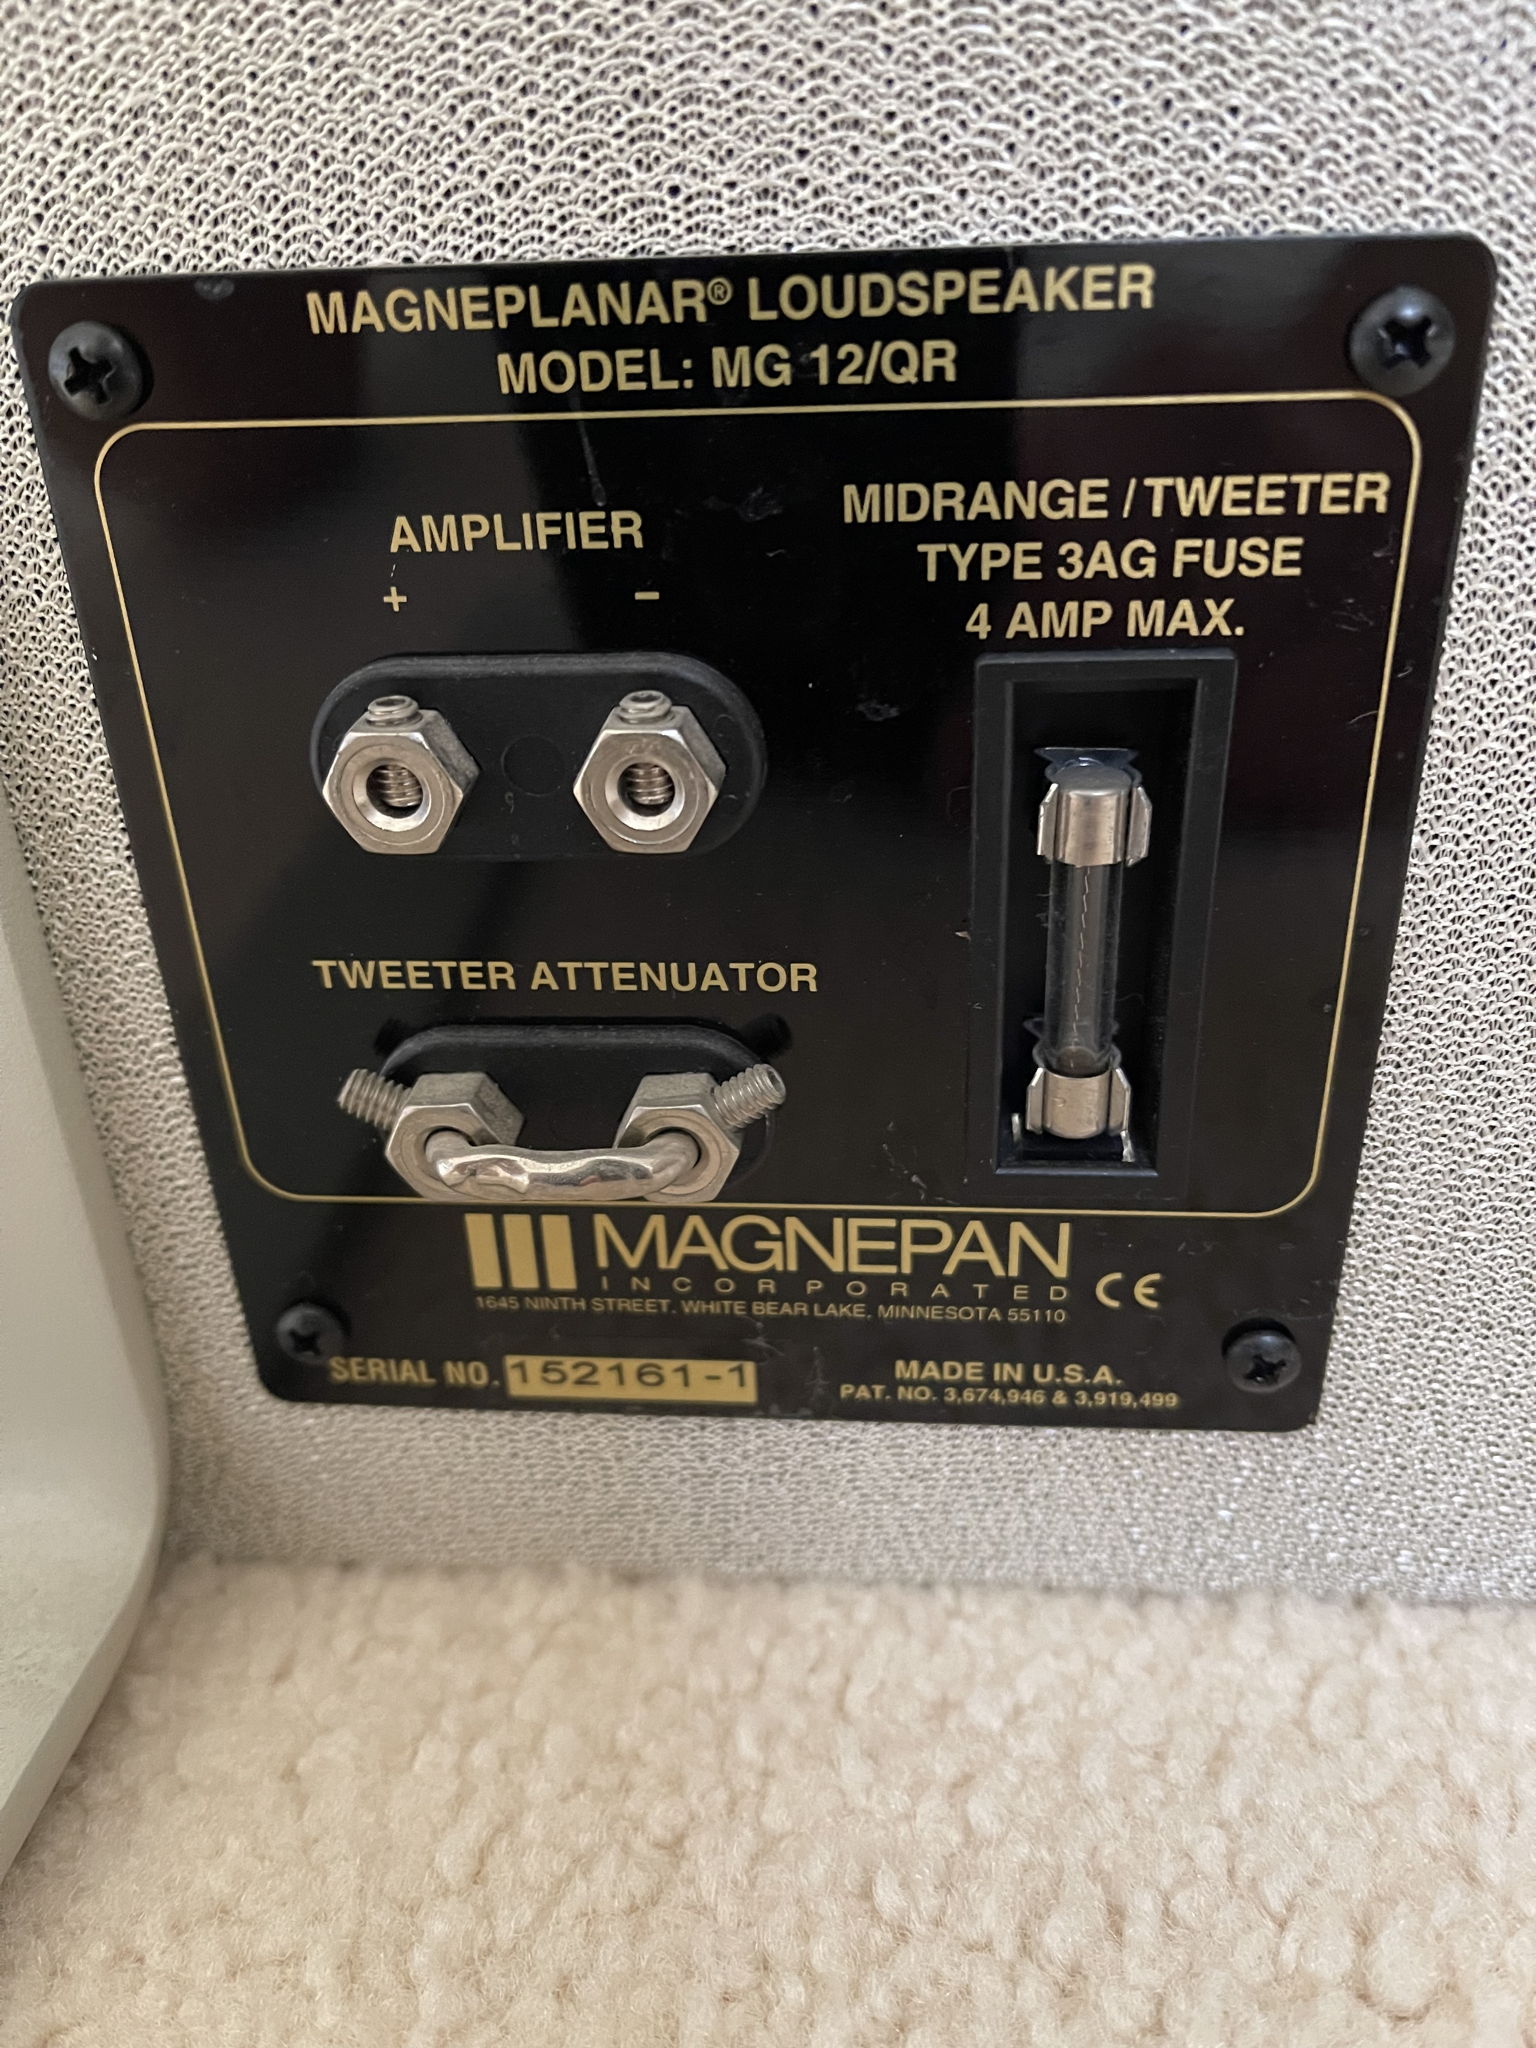 MAGNEPLANAR® LOUDSPEAKER
MODEL: MG 12/QR
AMPLIFIER
+ −
MIDRANGE / TWEETER
TYPE 3AG FUSE
4 AMP MAX.
TWEETER ATTENUATOR
MAGNEPAN
INCORPORATED
CE
1645 NINTH STREET, WHITE BEAR LAKE, MINNESOTA 55110
SERIAL NO. 152161-1
MADE IN U.S.A.
PAT. NO. 3,674,946 & 3,919,499